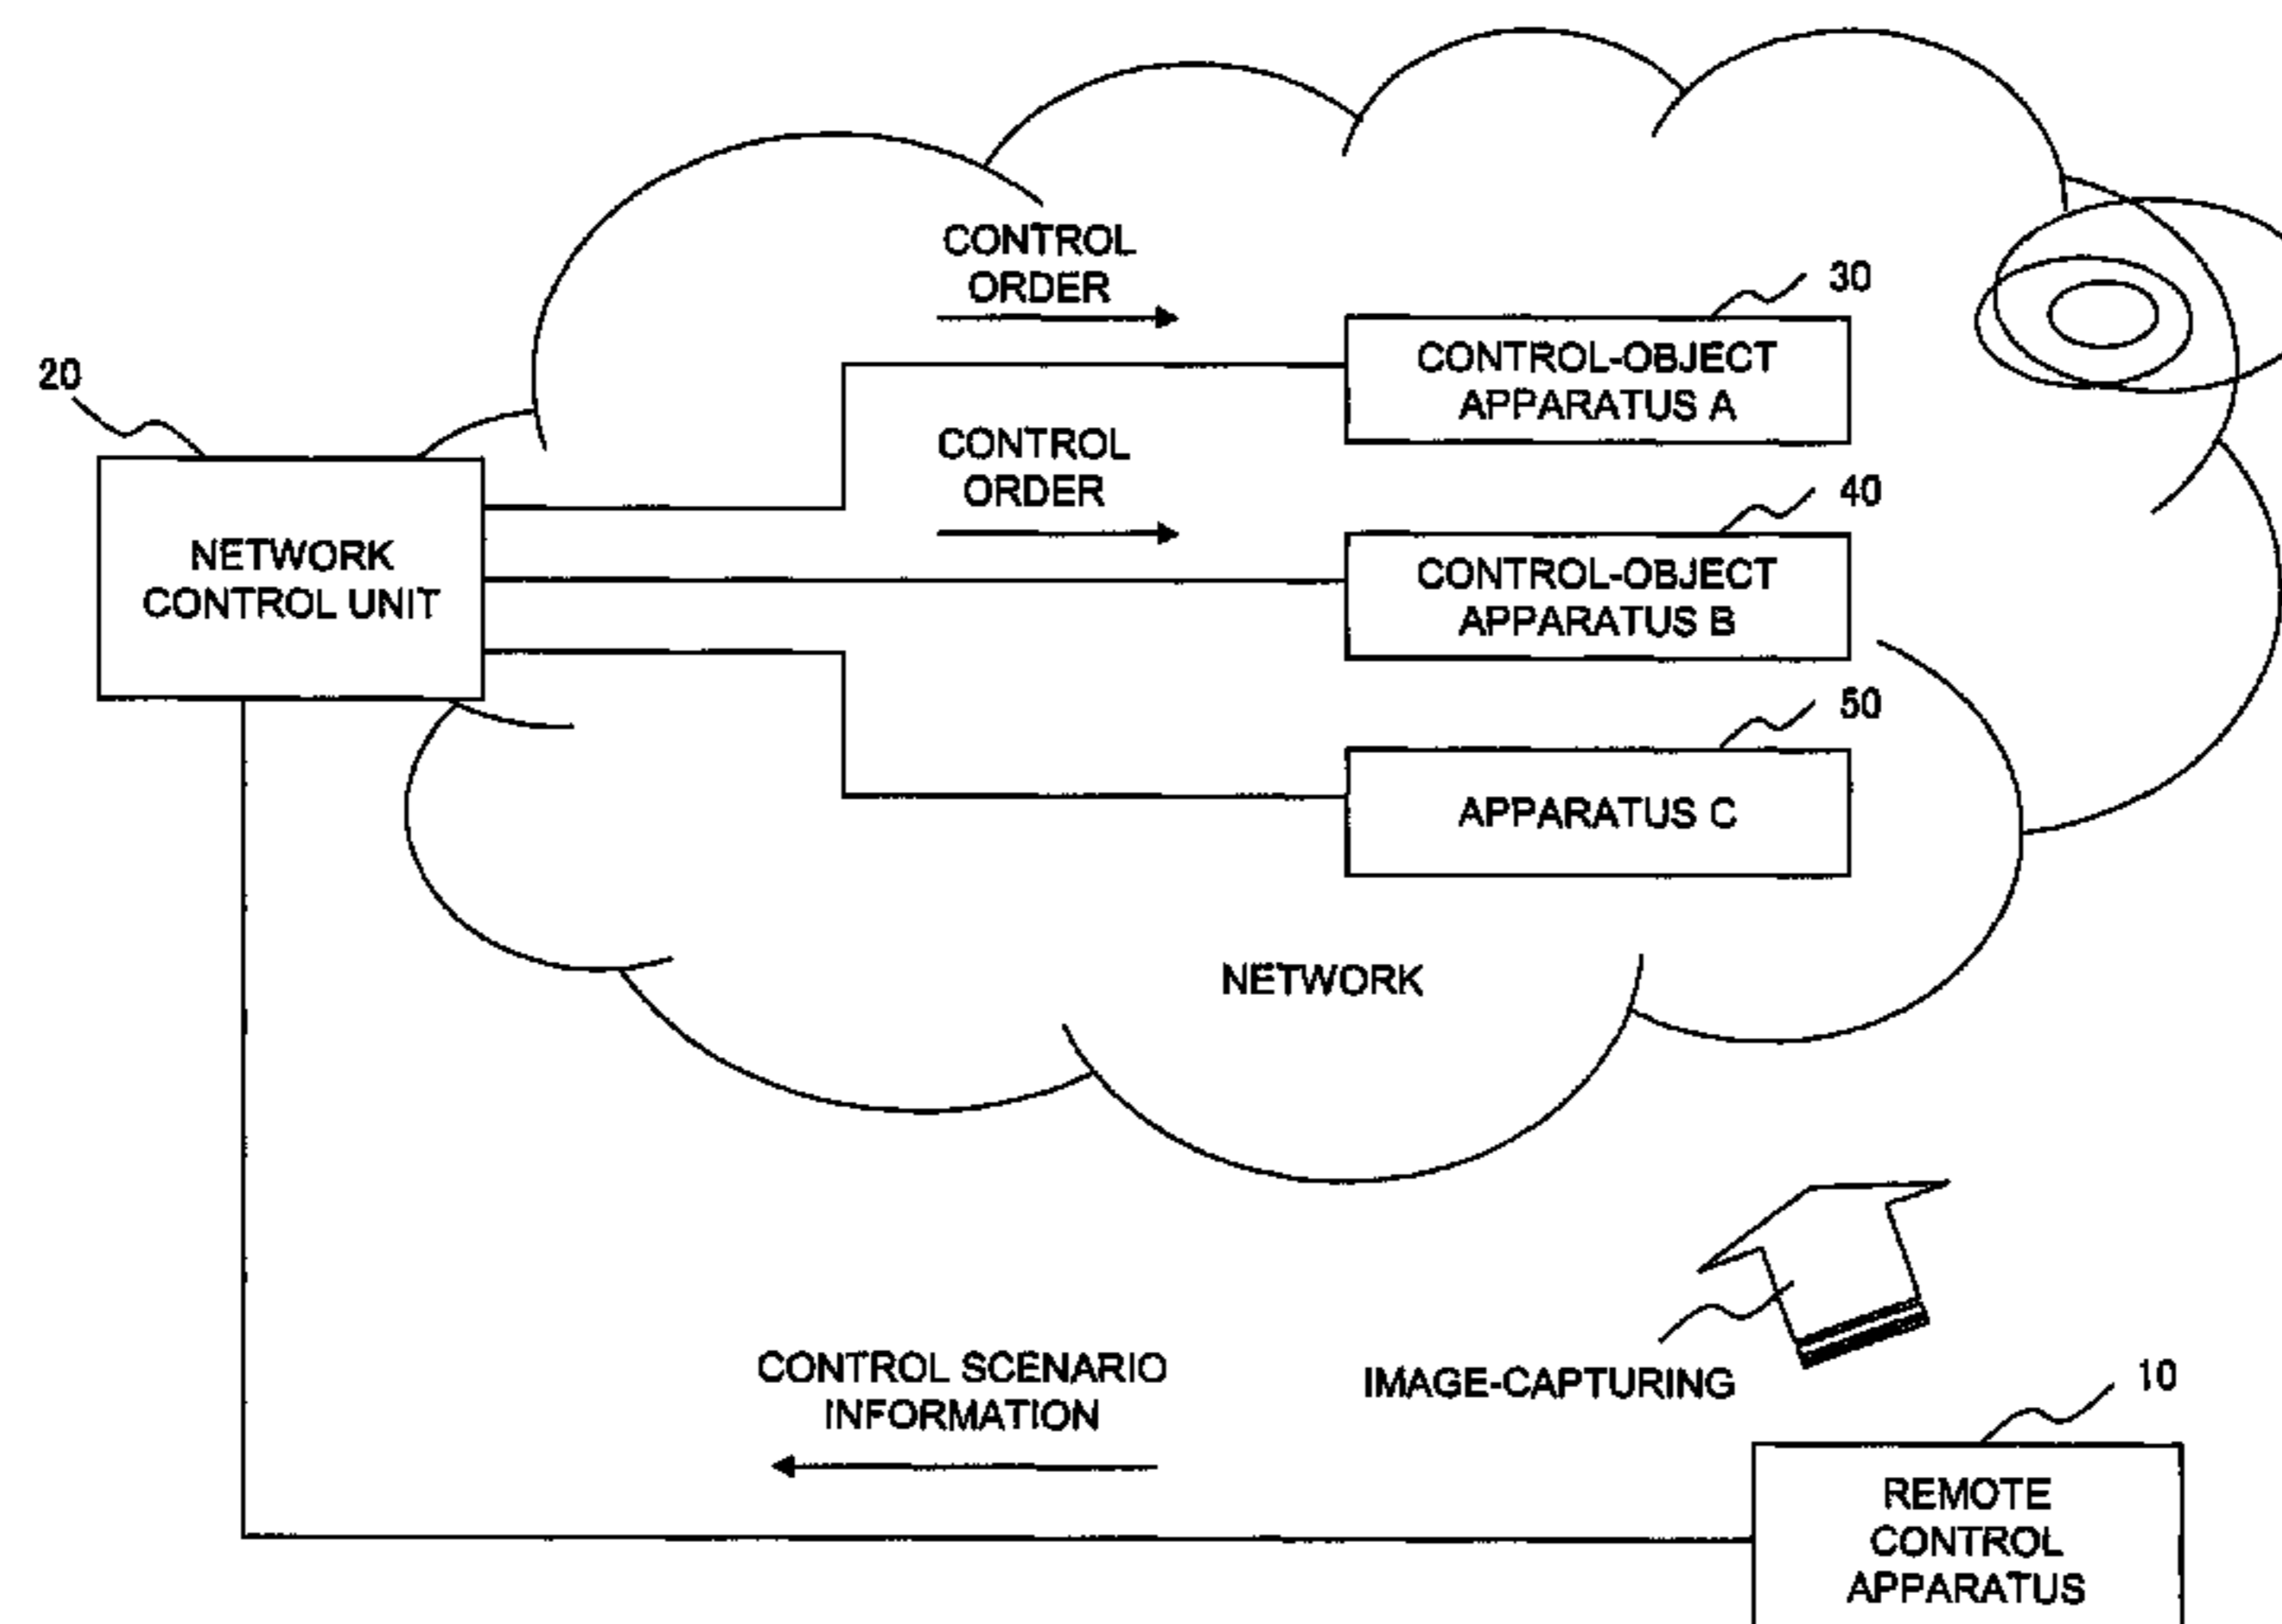 CONTROL
ORDER
30
CONTROL-OBJECT
APPARATUS A
20
CONTROL
ORDER
40
NETWORK
CONTROL UNIT
CONTROL-OBJECT
APPARATUS B
50
APPARATUS C
NETWORK
CONTROL SCENARIO
INFORMATION
IMAGE-CAPTURING
10
REMOTE
CONTROL
APPARATUS